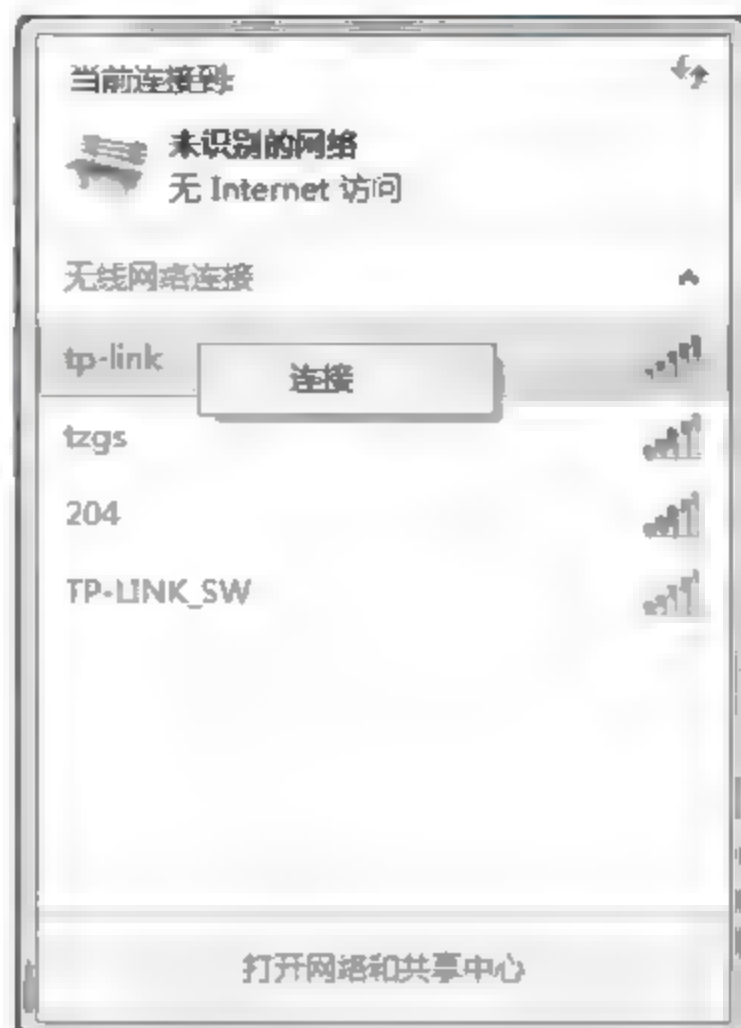 当前连接到:
未识别的网络
无 Internet 访问
无线网络连接
tp-link
连接
tzgs
204
TP-LINK_SW
打开网络和共享中心